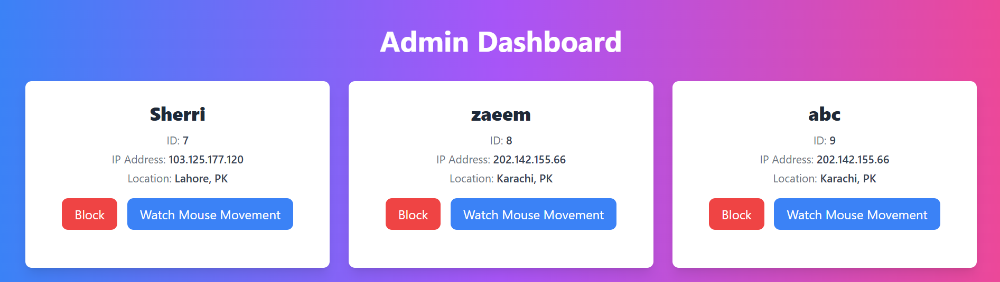 Admin Dashboard
Sherri
ID: 7
IP Address: 103.125.177.120
Location: Lahore, PK
Block
Watch Mouse Movement
zaeem
ID: 8
IP Address: 202.142.155.66
Location: Karachi, PK
Block
Watch Mouse Movement
abc
ID: 9
IP Address: 202.142.155.66
Location: Karachi, PK
Block
Watch Mouse Movement